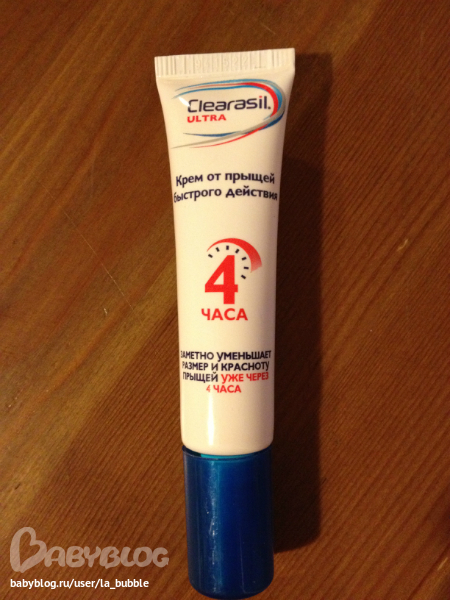 Clearasil.
ULTRA
Крем от прыщей
быстрого действия
4
ЧАСА
ЗАМЕТНО УМЕНЬШАЕТ
РАЗМЕР И КРАСНОТУ
ПРЫЩЕЙ УЖЕ ЧЕРЕЗ
4 ЧАСА
BABYBLOG
babyblog.ru/user/la_bubble